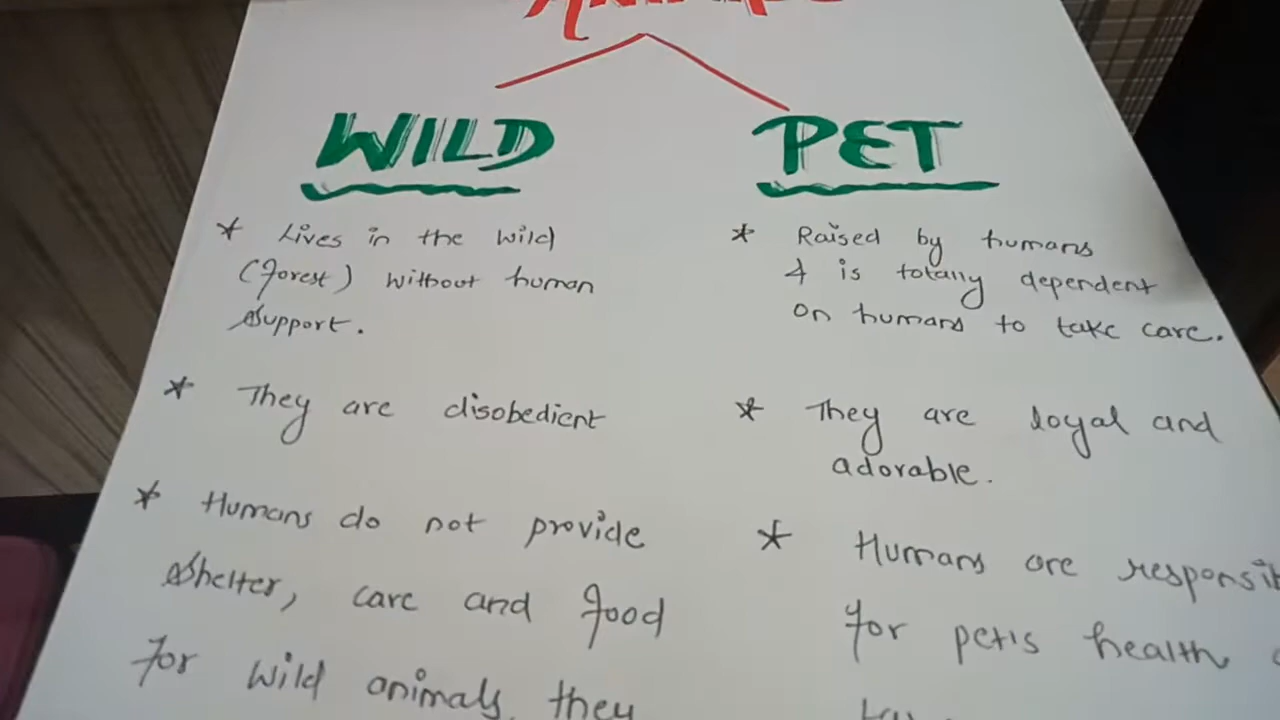 WILD
* Lives in the wild
(forest) without human
support.
* They are disobedient
* Humans do not provide
shelter, care and food
for wild animals, they
PET
* Raised by humans
& is totally dependent
on humans to take care.
* They are loyal and
adorable.
* Humans are
for pet's health